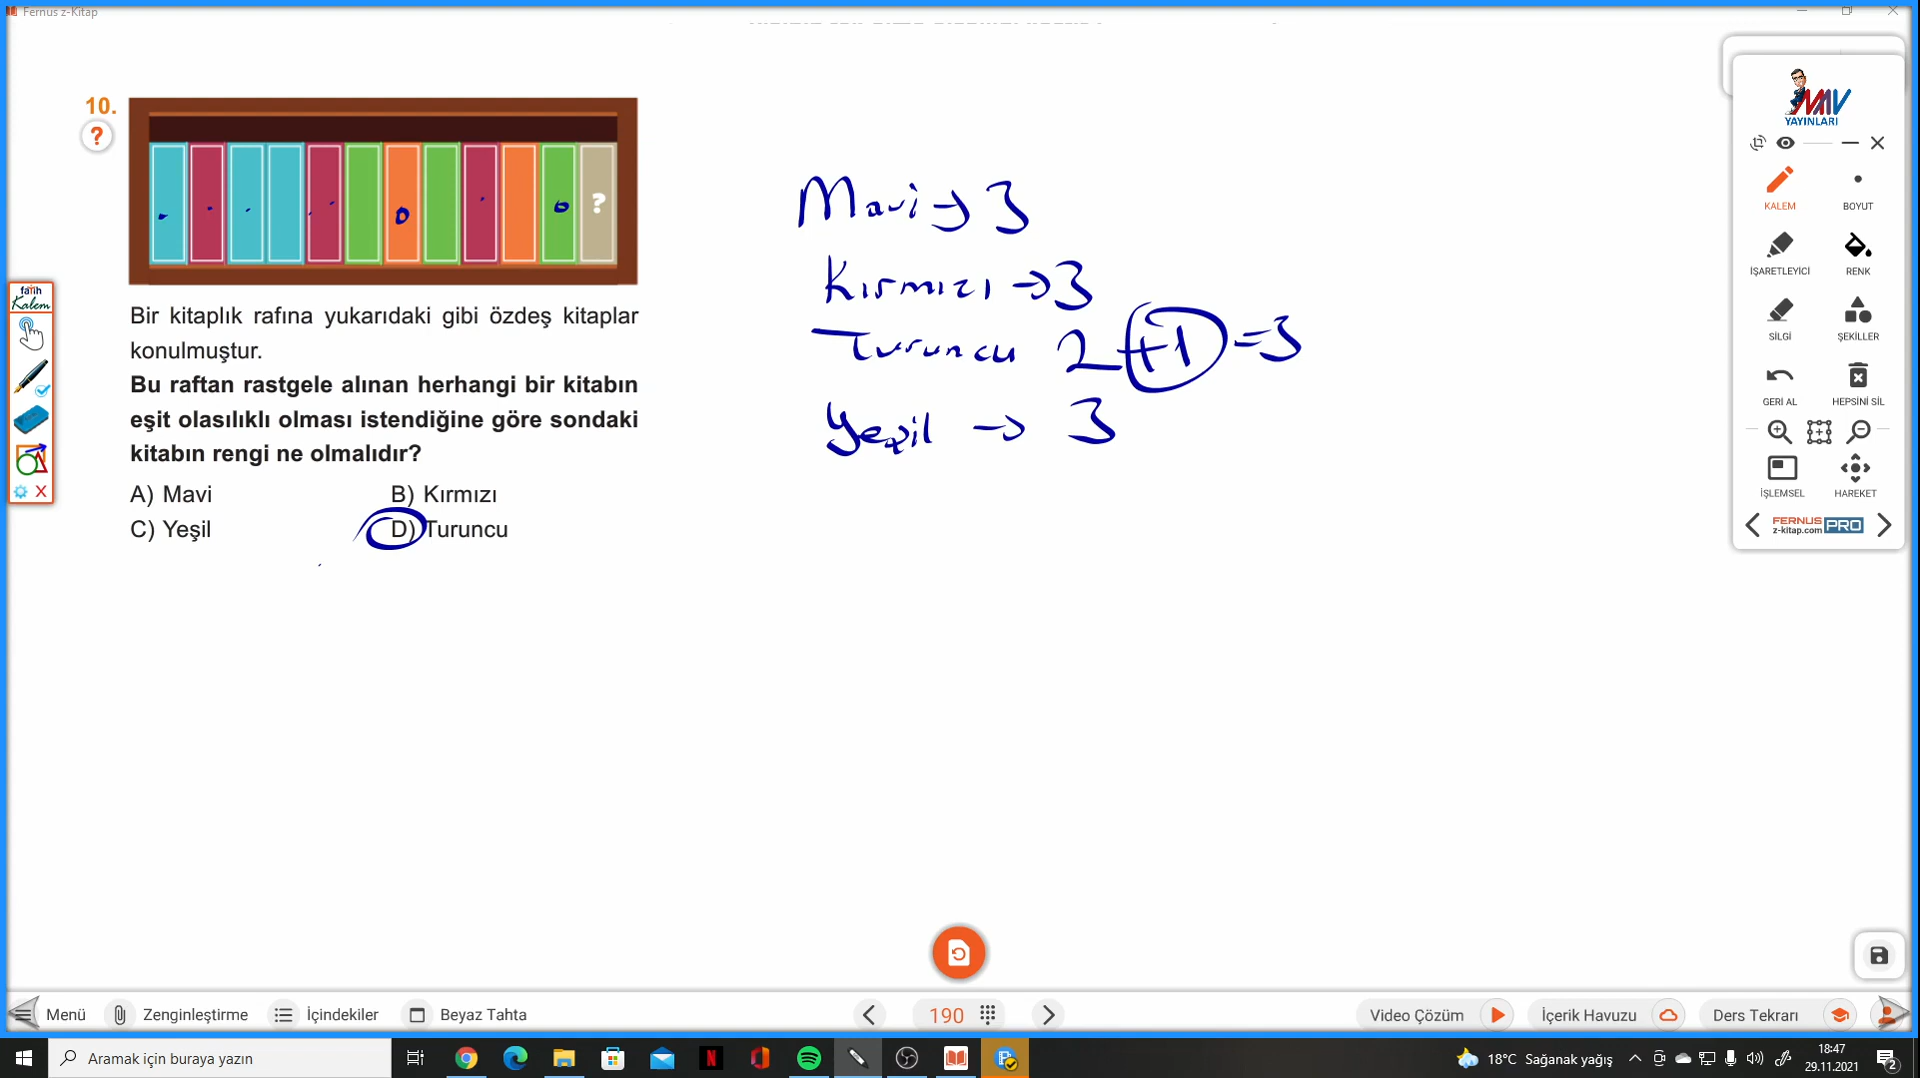 Fernus z-Kitap
10.
?
?
Bir kitaplık rafına yukarıdaki gibi özdeş kitaplar
konulmuştur.
Bu raftan rastgele alınan herhangi bir kitabın
eşit olasılıklı olması istendiğine göre sondaki
kitabın rengi ne olmalıdır?
A) Mavi
B) Kırmızı
C) Yeşil
D) Turuncu
Mavi → 3
Kırmızı → 3
Turuncu 2 +1 = 3
Yeşil → 3
fatih
Kalem
MAV
YAYINLARI
KALEM
BOYUT
İŞARETLEYİCİ
RENK
SİLGİ
ŞEKİLLER
GERİ AL
HEPSİNİ SİL
İŞLEMSEL
HAREKET
FERNUS
z-kitap.com
PRO
Menü
Zenginleştirme
İçindekiler
Beyaz Tahta
190
Video Çözüm
İçerik Havuzu
Ders Tekrarı
Aramak için buraya yazın
18°C Sağanak yağış
18:47
29.11.2021
2